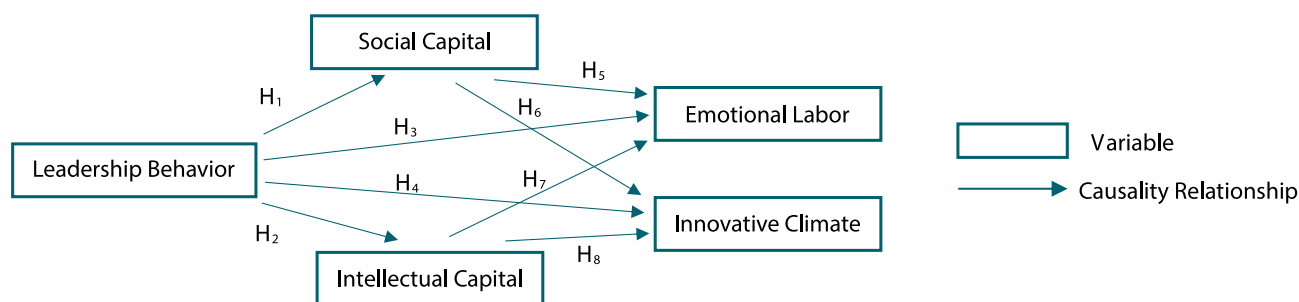 Social Capital
H5
H1
H6
Emotional Labor
H3
Variable
Leadership Behavior
H7
H4
Causality Relationship
Innovative Climate
H2
H8
Intellectual Capital